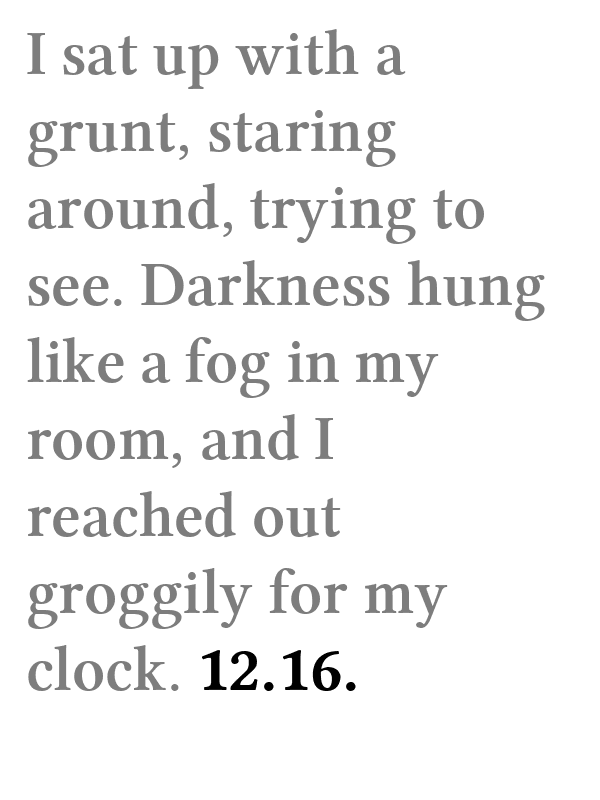 I sat up with a
grunt, staring
around, trying to
see. Darkness hung
like a fog in my
room, and I
reached out
groggily for my
clock. 12.16.